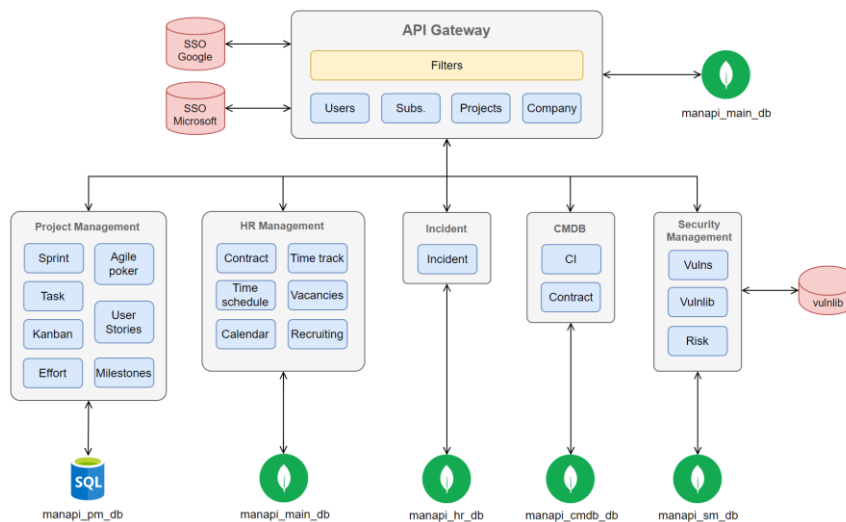 API Gateway
SSO
Google
Filters
SSO
Microsoft
Users
Subs.
Projects
Company
manapi_main_db
Project Management
Sprint
Agile
poker
Task
User
Stories
Kanban
Effort
Milestones
HR Management
Contract
Time track
Time
schedule
Vacancies
Calendar
Recruiting
Incident
Incident
CMDB
CI
Contract
Security
Management
Vulns
Vulnlib
Risk
vulnlib
SQL
manapi_pm_db
manapi_main_db
manapi_hr_db
manapi_cmdb_db
manapi_sm_db